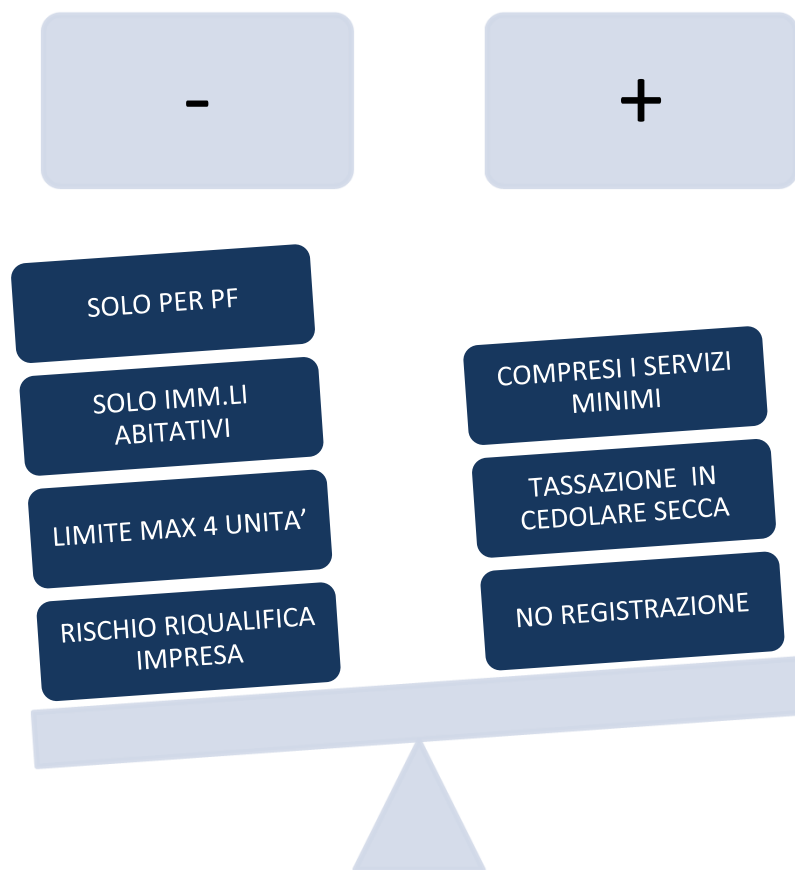 -
+
SOLO PER PF
SOLO IMM.LI
ABITATIVI
LIMITE MAX 4 UNITA’
RISCHIO RIQUALIFICA
IMPRESA
COMPRESI I SERVIZI
MINIMI
TASSAZIONE IN
CEDOLARE SECCA
NO REGISTRAZIONE